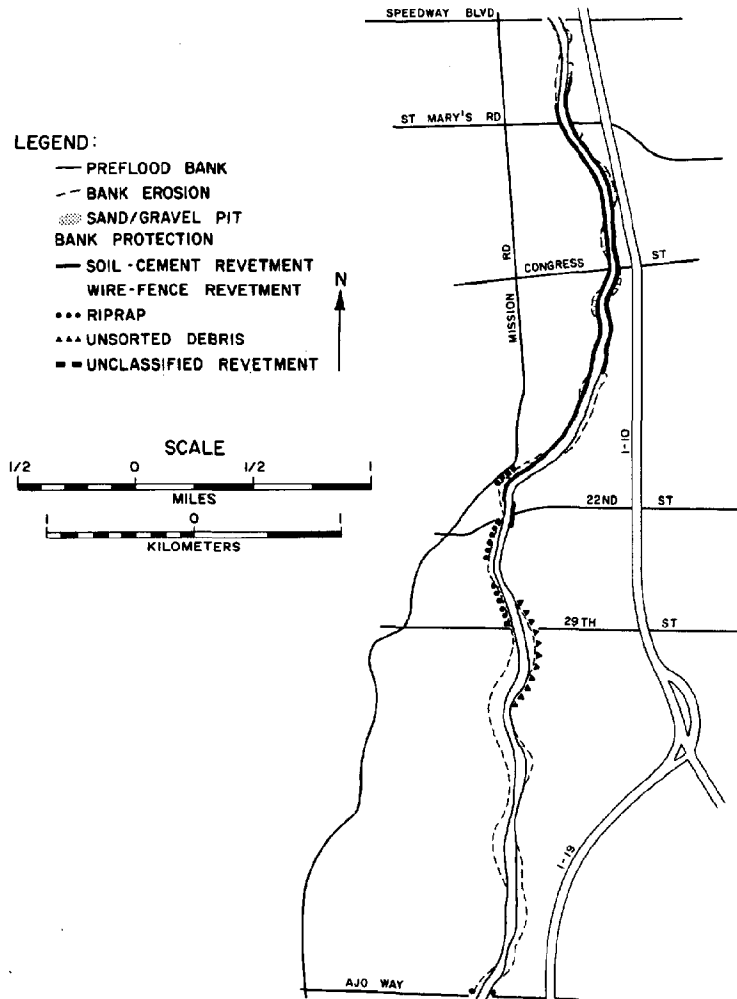 SPEEDWAY BLVD
ST MARY'S RD
LEGEND:
PREFLOOD BANK
BANK EROSION
SAND/GRAVEL PIT
BANK PROTECTION
SOIL-CEMENT REVETMENT
WIRE-FENCE REVETMENT
RIPRAP
UNSORTED DEBRIS
UNCLASSIFIED REVETMENT
N
MISSION RD
CONGRESS ST
SCALE
1/2 0 1/2 1
MILES
1 0 1
KILOMETERS
I-10
22ND ST
29TH ST
I-19
AJO WAY